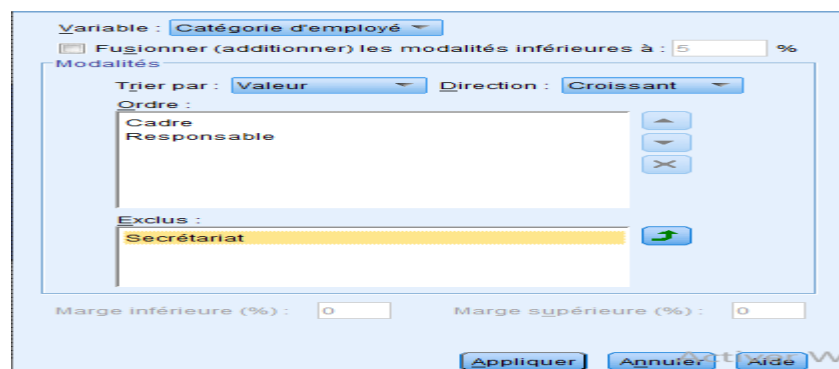 Variable : Catégorie d'employé
Fusionner (additionner) les modalités inférieures à : 5 %
Modalités
Trier par : Valeur Direction : Croissant
Ordre :
Cadre
Responsable
Exclus :
Secrétariat
Marge inférieure (%) : 0 Marge supérieure (%) : 0
Appliquer Annuler Aide
Activer W